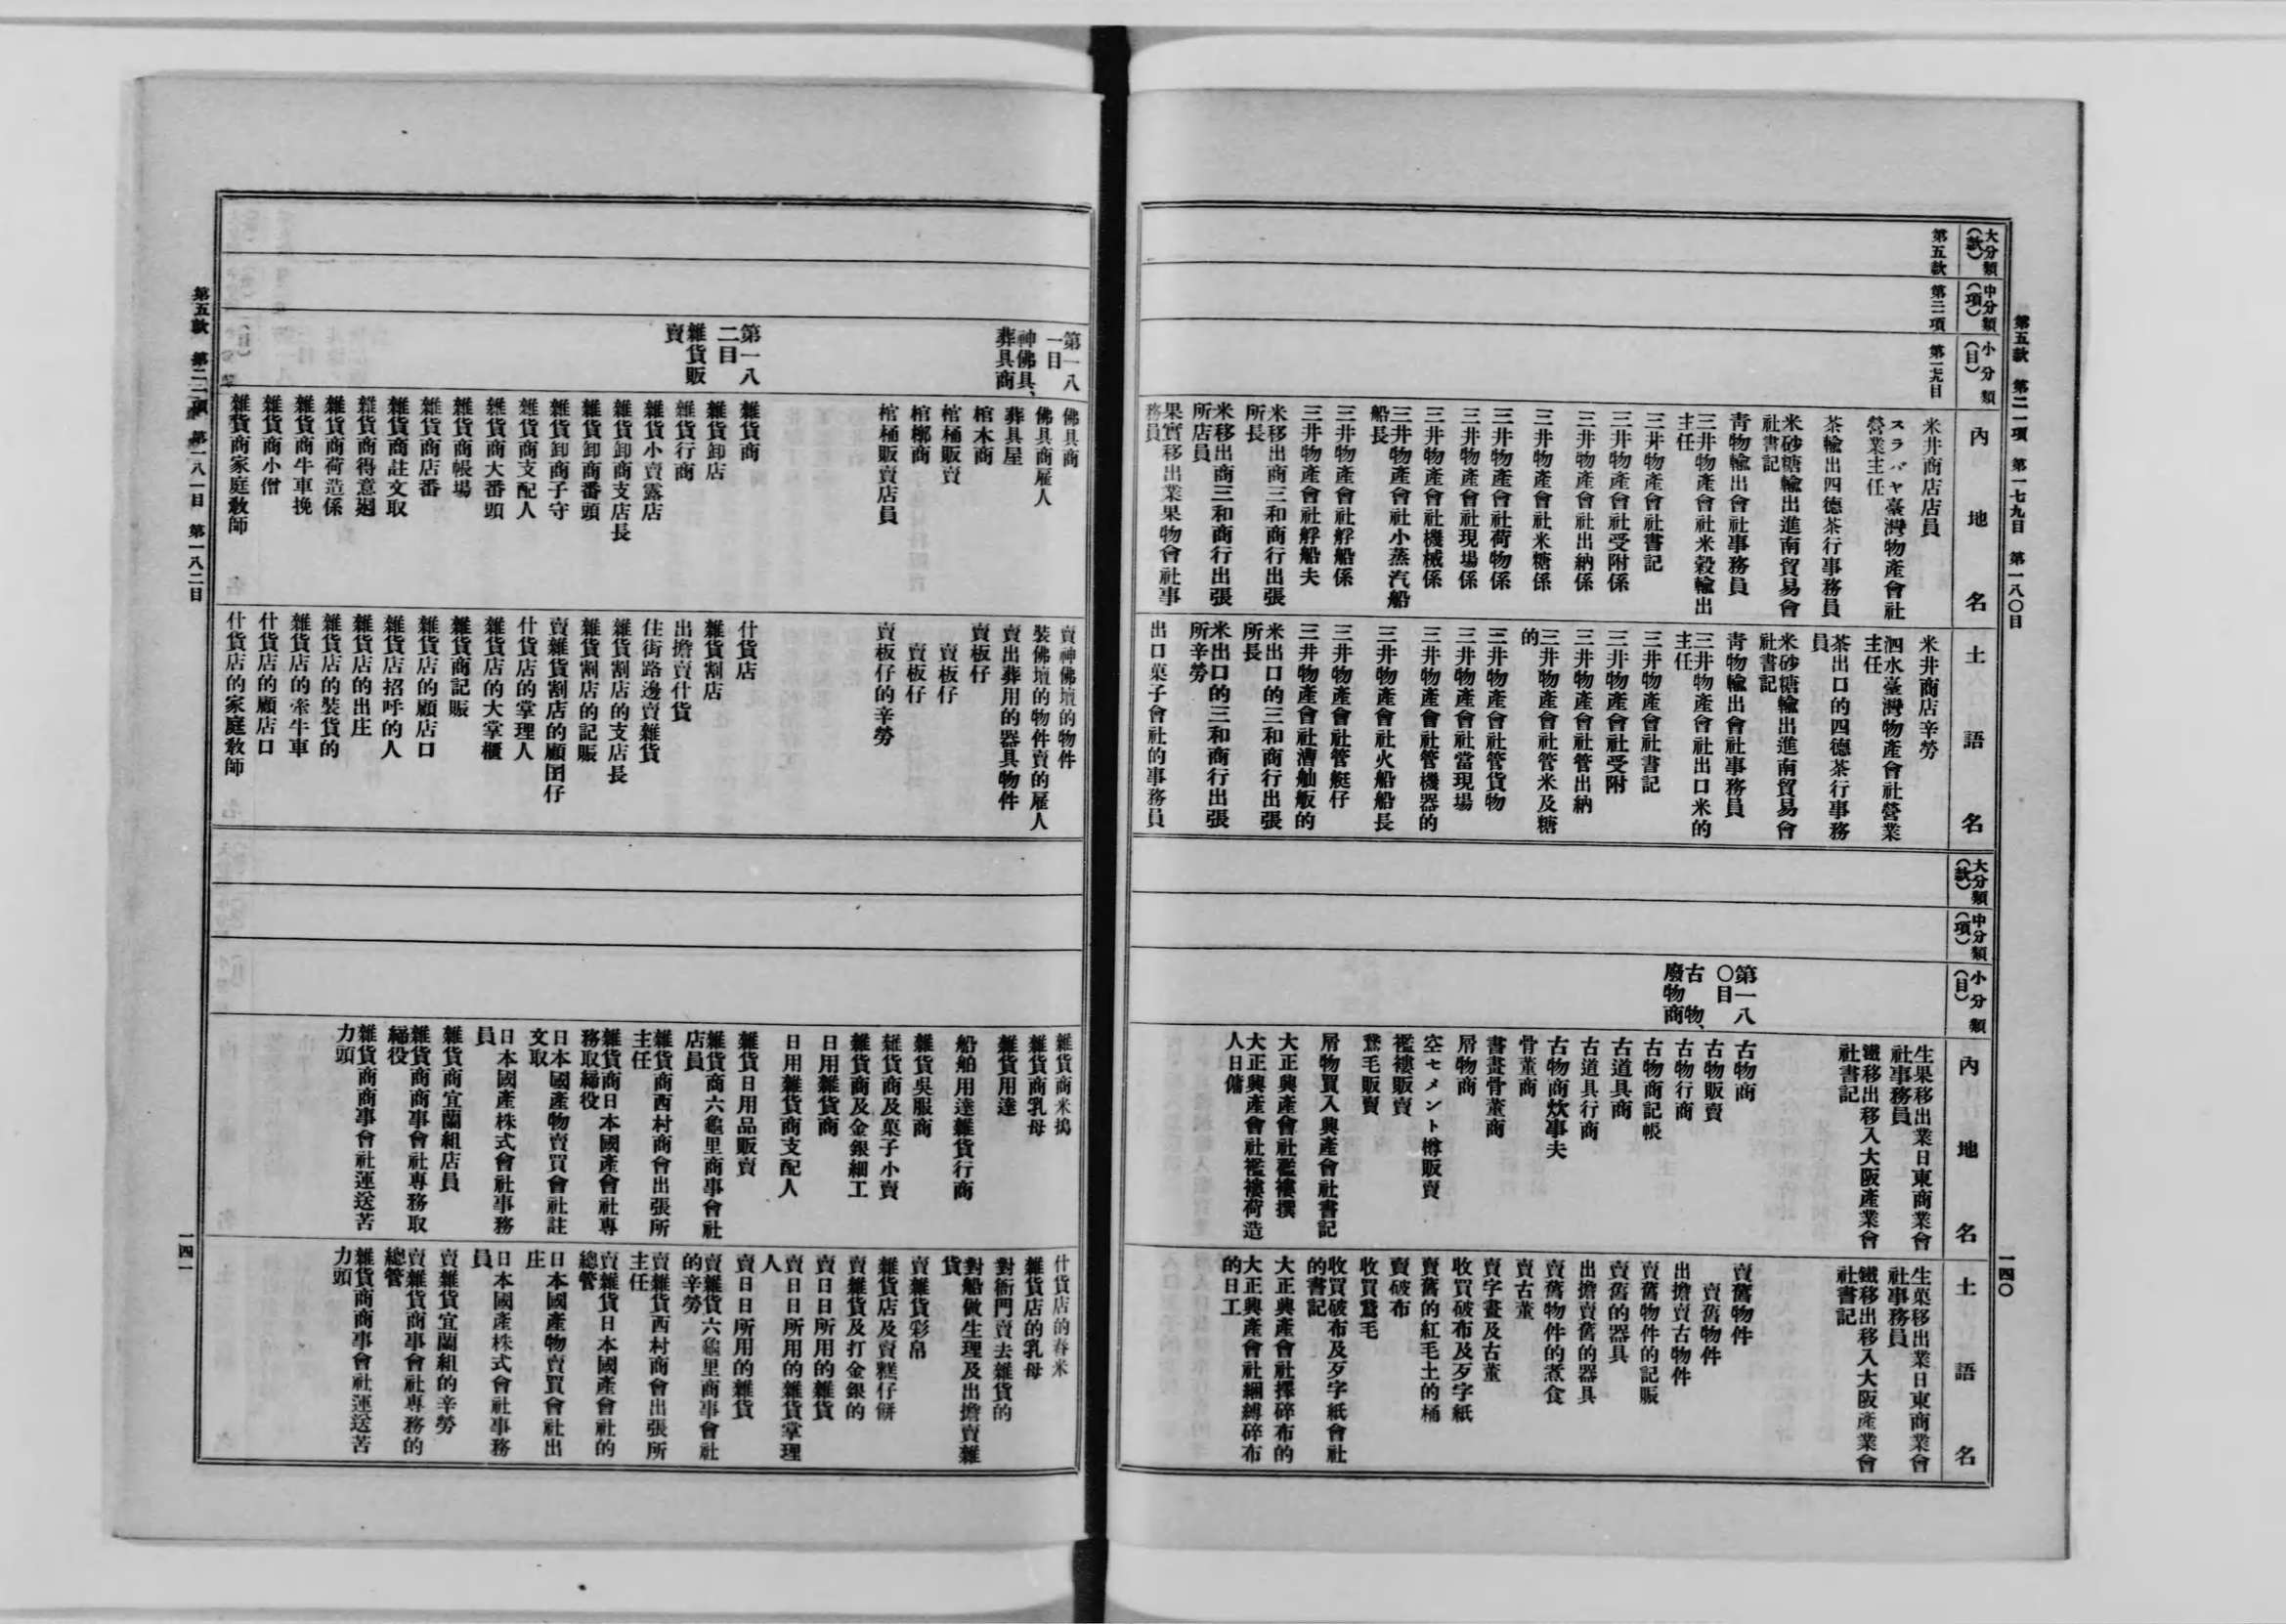 第五款 第二一項 第一七九目 第一八〇目
一四〇
大分類(款)
中分類(項)
小分類(目)
內地名
土語名
第五款
第二一項
第一七九目
米井商店店員
スラバヤ臺灣物產會社
營業主任
茶輸出四德茶行事務員
米砂糖輸出進南貿易會
社書記
青物輸出會社事務員
三井物產會社米穀輸出
主任
三井物產會社書記
三井物產會社受附係
三井物產會社出納係
三井物產會社米糖係
三井物產會社荷物係
三井物產會社現場係
三井物產會社機械係
三井物產會社小蒸汽船
船長
三井物產會社艀船係
三井物產會社艀船夫
米移出商三和商行出張
所長
米移出商三和商行出張
所店員
果實移出業果物會社事
務員
米井商店辛勞
泗水臺灣物產會社營業
主任
茶出口的四德茶行事務
員
米砂糖輸出進南貿易會
社書記
青物輸出會社事務員
三井物產會社出口米的
主任
三井物產會社書記
三井物產會社受附
三井物產會社管出納
三井物產會社管米及糖
的
三井物產會社管貨物
三井物產會社當現場
三井物產會社管機器的
三井物產會社火船船長
三井物產會社管艇仔
三井物產會社漕舢舨的
米出口的三和商行出張
所長
米出口的三和商行出張
所辛勞
出口菓子會社的事務員
大分類(款)
中分類(項)
小分類(目)
內地名
土語名
第一八
〇目
古物、
廢物商
生果移出業日東商業會
社事務員
鐵移出移入大阪產業會
社書記
古物商
古物販賣
古物行商
古物商記帳
古道具商
古道具行商
古物商炊事夫
骨董商
書畫骨董商
屑物商
空セメント樽販賣
襤褸販賣
鵞毛販賣
屑物買入興產會社書記
大正興產會社襤褸撰
大正興產會社襤褸荷造
人日傭
生菓移出業日東商業會
社事務員
鐵移出移入大阪產業會
社書記
賣舊物件
賣舊物件
出擔賣古物件
賣舊物件的記賬
賣舊的器具
出擔賣舊的器具
賣舊物件的煮食
賣古董
賣字畫及古董
收買破布及歹字紙
賣舊的紅毛土的桶
賣破布
收買鵞毛
收買破布及歹字紙會社
的書記
大正興產會社擇碎布的
大正興產會社綑縛碎布
的日工
第一八
一目
神佛具、
葬具商
佛具商
佛具商雇人
葬具屋
棺木商
棺桶販賣
棺槨商
棺桶販賣店員
第一八
二目
雜貨販
賣
雜貨商
雜貨卸店
雜貨行商
雜貨小賣露店
雜貨卸商支店長
雜貨卸商番頭
雜貨卸商子守
雜貨商支配人
雜貨商大番頭
雜貨商帳場
雜貨商店番
雜貨商註文取
雜貨商得意廻
雜貨商荷造係
雜貨商牛車挽
雜貨商小僧
雜貨商家庭敎師
賣神佛壇的物件
裝佛壇的物件賣的雇人
賣出葬用的器具物件
賣板仔
賣板仔
賣板仔
賣板仔的辛勞
什貨店
雜貨割店
出擔賣什貨
住街路邊賣雜貨
雜貨割店的支店長
雜貨割店的記賬
賣雜貨割店的顧囝仔
什貨店的掌理人
雜貨店的大掌櫃
雜貨商記賬
雜貨店的顧店口
雜貨店招呼的人
雜貨店的出庄
雜貨店的裝貨的
雜貨店的牽牛車
什貨店的顧店口
什貨店的家庭敎師
雜貨商米搗
雜貨商乳母
雜貨用達
船舶用達雜貨行商
雜貨吳服商
雜貨商及菓子小賣
雜貨商及金銀細工
日用雜貨商
日用雜貨商支配人
雜貨日用品販賣
雜貨商六龜里商事會社
店員
雜貨商西村商會出張所
主任
雜貨商日本國產會社專
務取締役
日本國產物賣買會社註
文取
日本國產株式會社事務
員
雜貨商宜蘭組店員
雜貨商商事會社專務取
締役
雜貨商商事會社運送苦
力頭
什貨店的舂米
雜貨店的乳母
對衙門賣去雜貨的
對船做生理及出擔賣雜
貨
賣雜貨彩帛
雜貨店及賣糕仔餅
賣雜貨及打金銀的
賣日日所用的雜貨
賣日日所用的雜貨掌理
人
賣日日所用的雜貨
賣雜貨六龜里商事會社
的辛勞
賣雜貨西村商會出張所
主任
賣雜貨日本國產會社的
總管
日本國產物賣買會社出
庄
日本國產株式會社事務
員
賣雜貨宜蘭組的辛勞
賣雜貨商事會社專務的
總管
雜貨商商事會社運送苦
力頭
第五款 第二一項 第一八一目 第一八二目
一四一